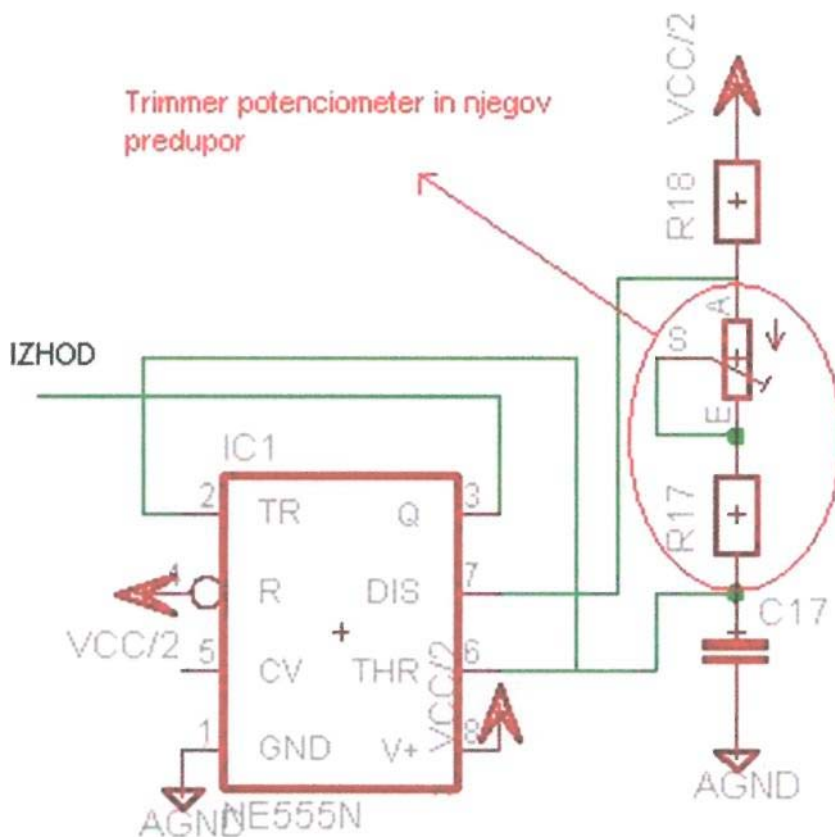 Trimmer potenciometer in njegov
predupor
VCC/2
R18
A
S
E
IZHOD
IC1
2
TR
Q
3
R17
4
R
DIS
7
C17
VCC/2
5
CV
THR
6
VCC/2
1
GND
V+
8
AGND
NE555N
AGND